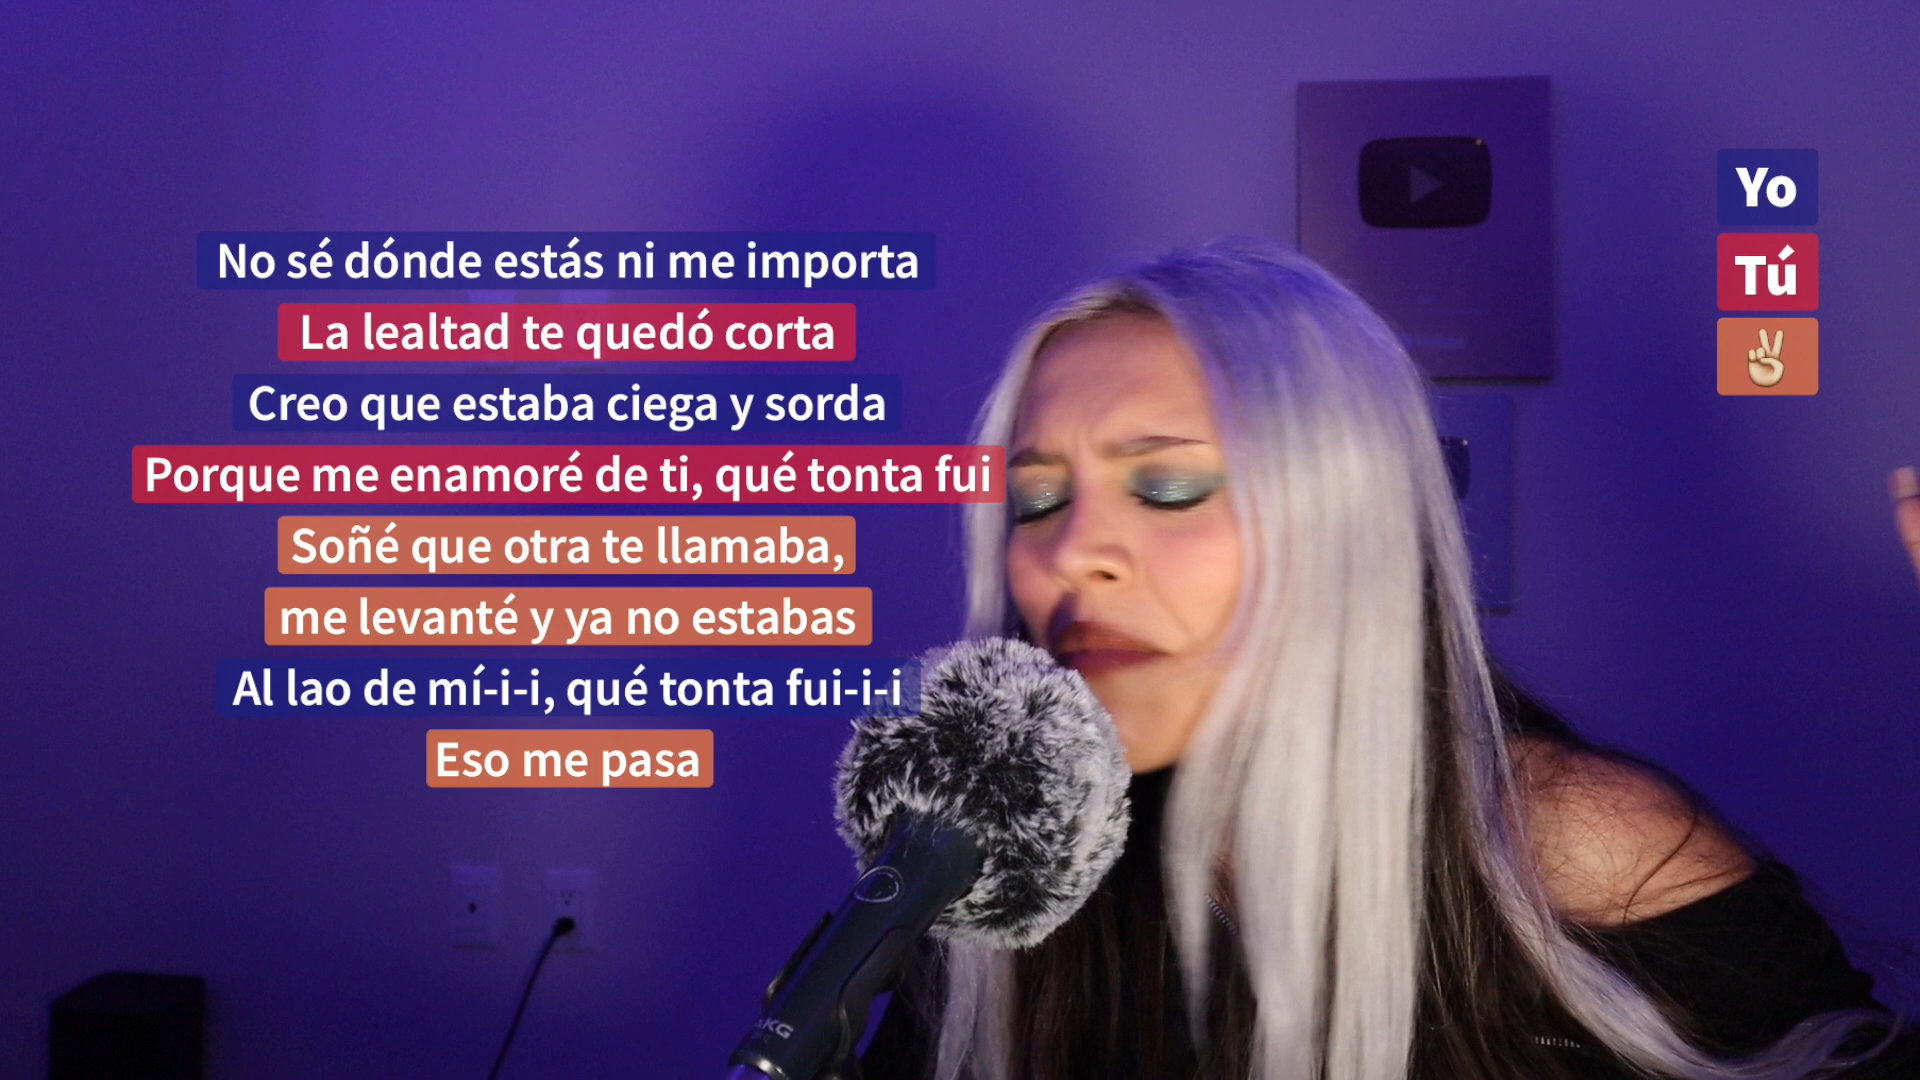 No sé dónde estás ni me importa
La lealtad te quedó corta
Creo que estaba ciega y sorda
Porque me enamoré de ti, qué tonta fui
Soñé que otra te llamaba,
me levanté y ya no estabas
Al lao de mí-i-i, qué tonta fui-i-i
Eso me pasa
Yo
Tú
✌🏼
AKG